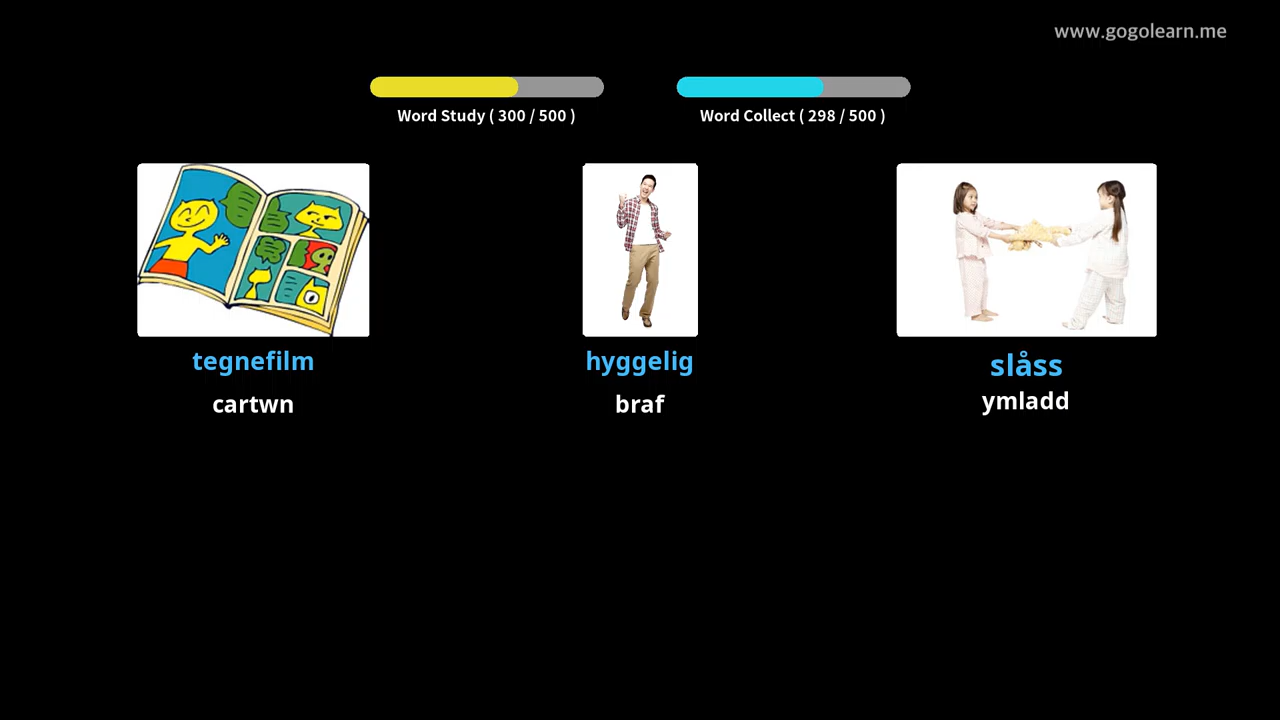 www.gogolearn.me
Word Study ( 300 / 500 )
Word Collect ( 298 / 500 )
tegnefilm
cartwn
hyggelig
braf
slåss
ymladd